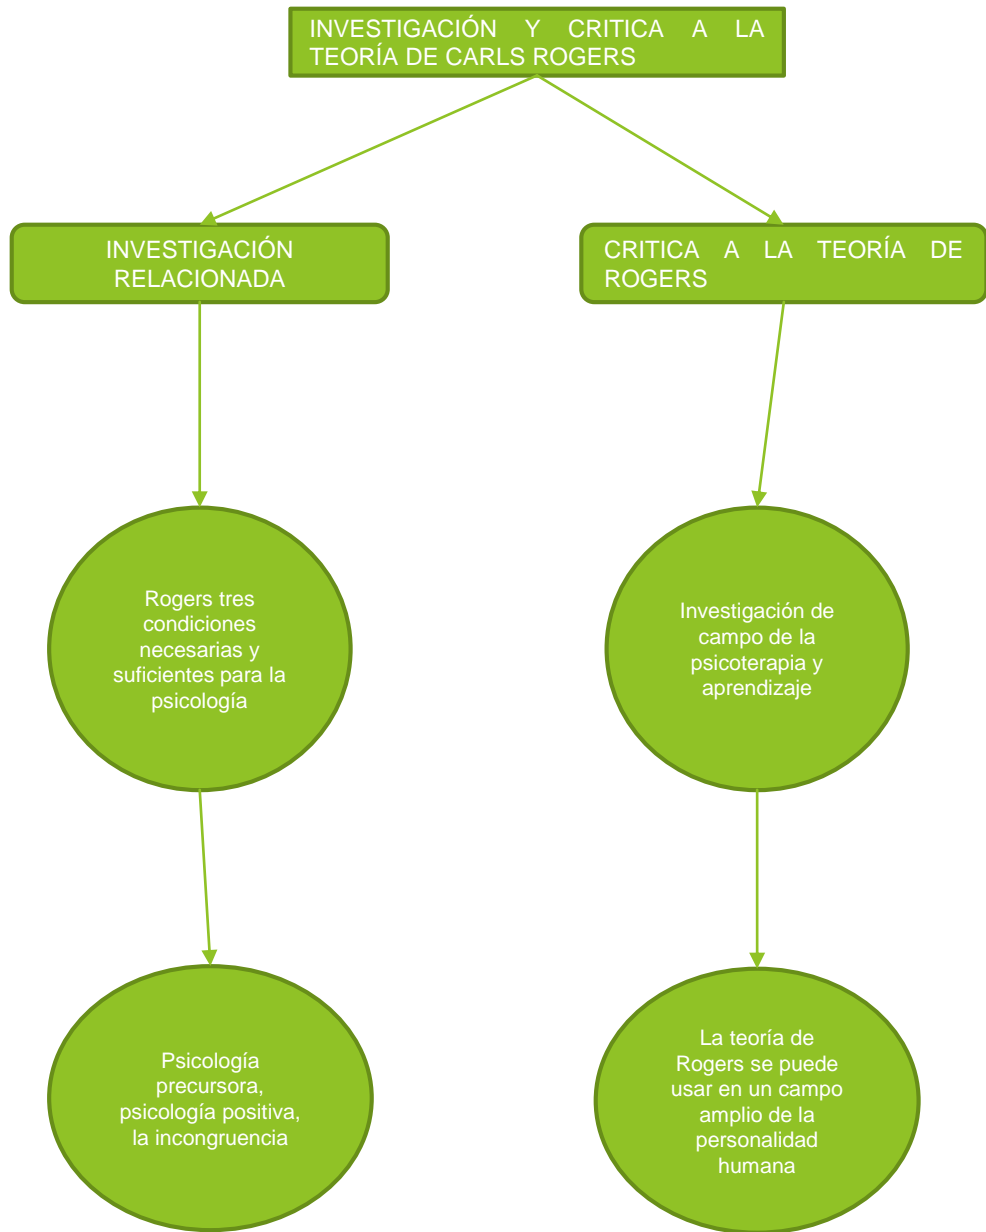 INVESTIGACIÓN Y CRITICA A LA
TEORÍA DE CARLS ROGERS
INVESTIGACIÓN
RELACIONADA
CRITICA A LA TEORÍA DE
ROGERS
Rogers tres
condiciones
necesarias y
suficientes para la
psicología
Investigación de
campo de la
psicoterapia y
aprendizaje
Psicología
precursora,
psicología positiva,
la incongruencia
La teoría de
Rogers se puede
usar en un campo
amplio de la
personalidad
humana